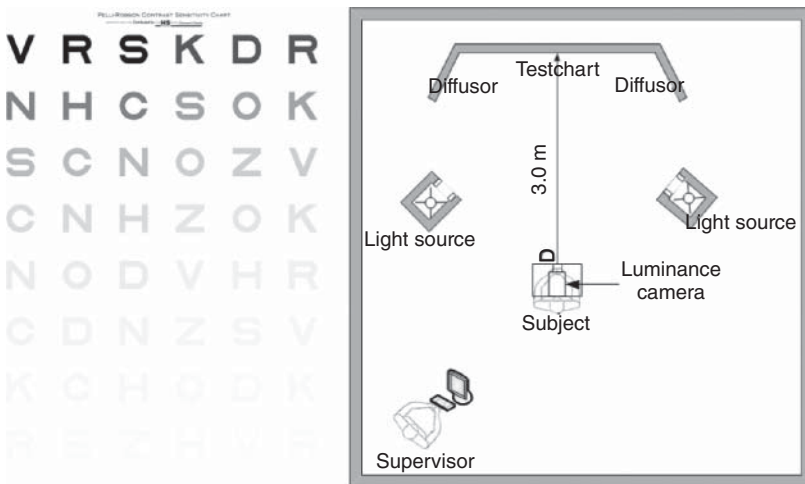 PELLI-ROBSON CONTRAST SENSITIVITY CHART
V R S K D R
N H C S O K
S C N O Z V
C N H Z O K
N O D V H R
C D N Z S V
K C H O D K
Testchart
Diffusor
Diffusor
3.0 m
Light source
Light source
D
Luminance
camera
Subject
Supervisor